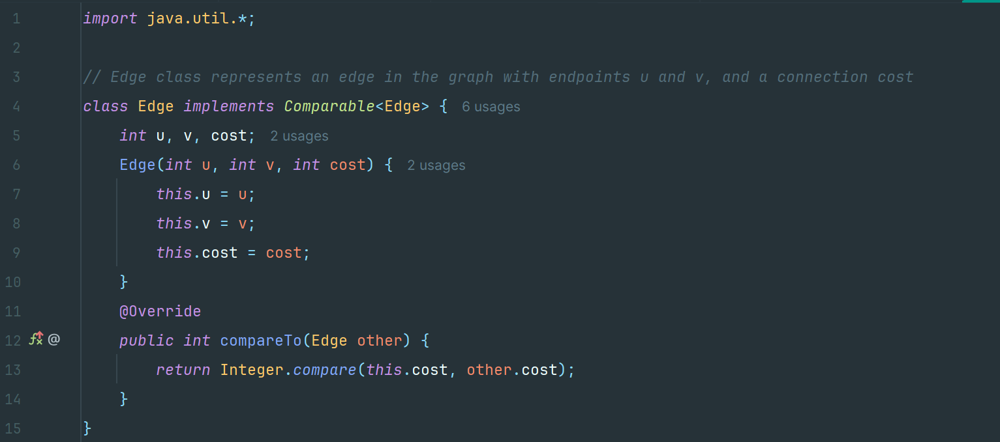 1 import java.util.*;
2
3 // Edge class represents an edge in the graph with endpoints u and v, and a connection cost
4 class Edge implements Comparable<Edge> { 6 usages
5     int u, v, cost; 2 usages
6     Edge(int u, int v, int cost) { 2 usages
7         this.u = u;
8         this.v = v;
9         this.cost = cost;
10     }
11     @Override
12 @     public int compareTo(Edge other) {
13         return Integer.compare(this.cost, other.cost);
14     }
15 }